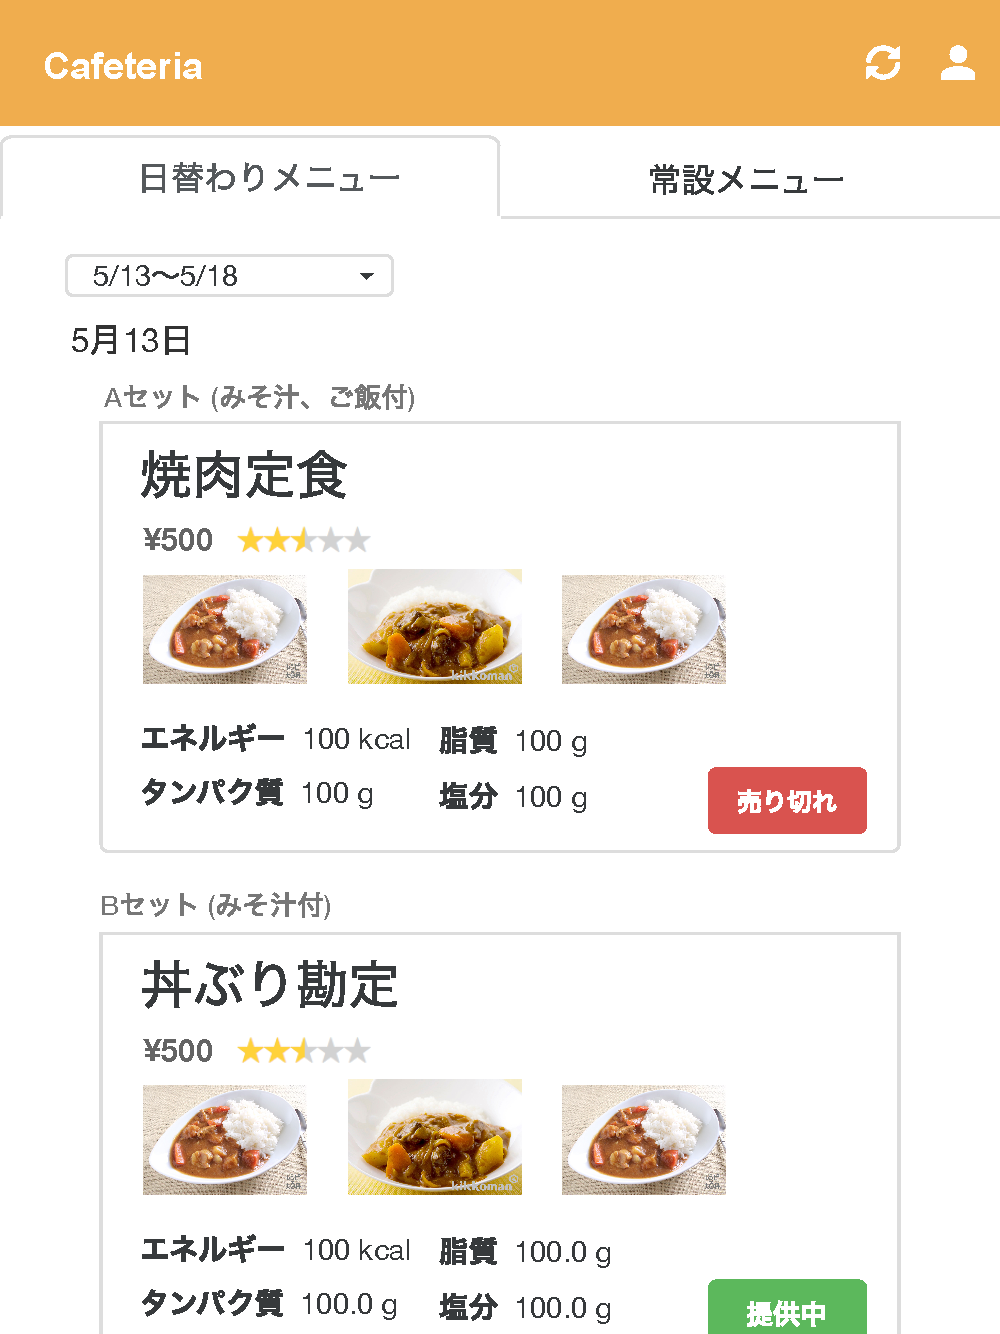 Cafeteria
日替わりメニュー
常設メニュー
5/13〜5/18
5月13日
Aセット (みそ汁、ご飯付)
焼肉定食
¥500
kikkoman
エネルギー 100 kcal 脂質 100 g
タンパク質 100 g 塩分 100 g
売り切れ
Bセット (みそ汁付)
丼ぶり勘定
¥500
kikkoman
エネルギー 100 kcal 脂質 100.0 g
タンパク質 100.0 g 塩分 100.0 g
提供中